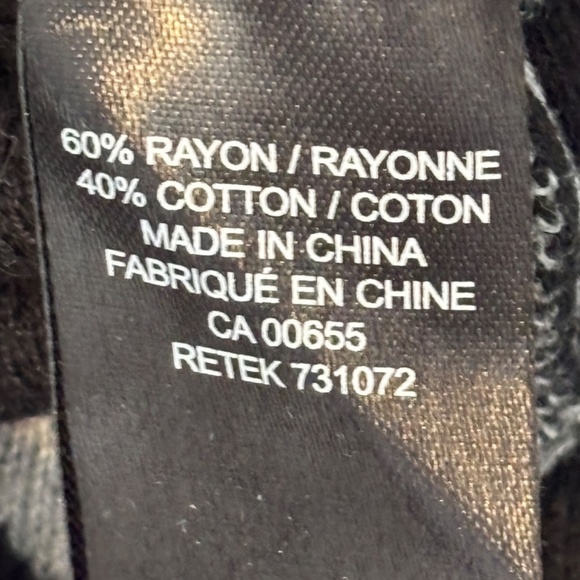 60% RAYON / RAYONNE
40% COTTON / COTON
MADE IN CHINA
FABRIQUÉ EN CHINE
CA 00655
RETEK 731072